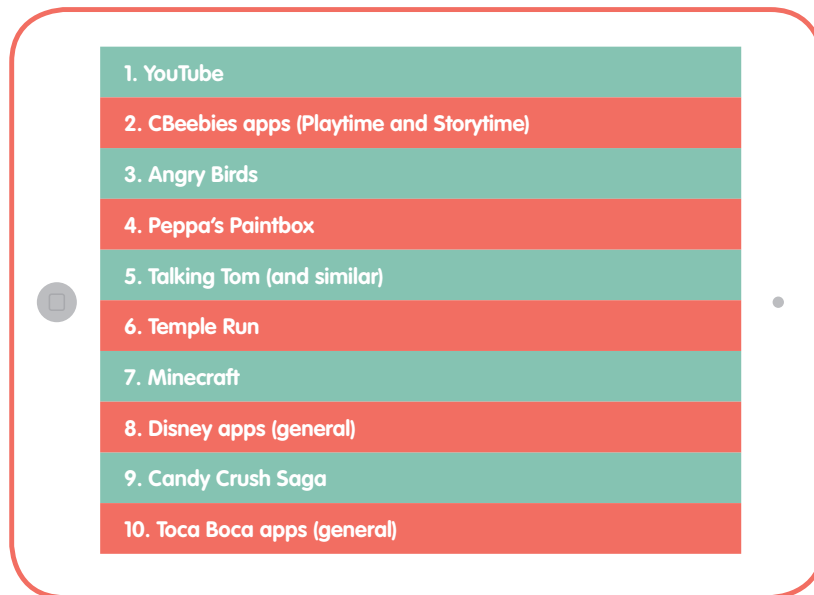 1. YouTube
2. CBeebies apps (Playtime and Storytime)
3. Angry Birds
4. Peppa’s Paintbox
5. Talking Tom (and similar)
6. Temple Run
7. Minecraft
8. Disney apps (general)
9. Candy Crush Saga
10. Toca Boca apps (general)